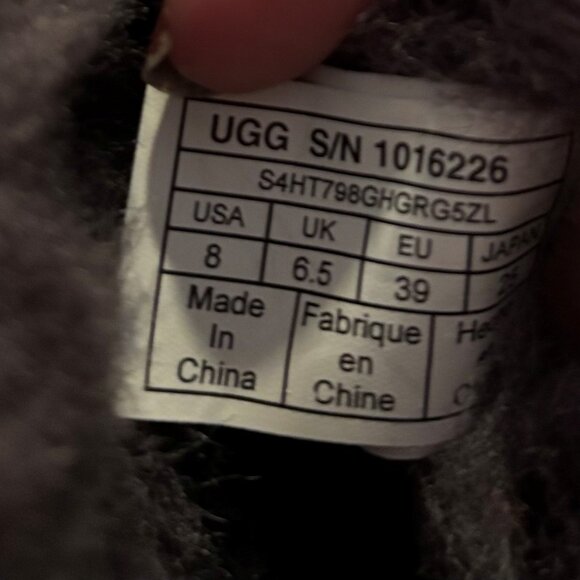 UGG S/N 1016226
S4HT798GHGRG5ZL
USA UK EU
8 6.5 39
Made Fabrique
In en
China Chine